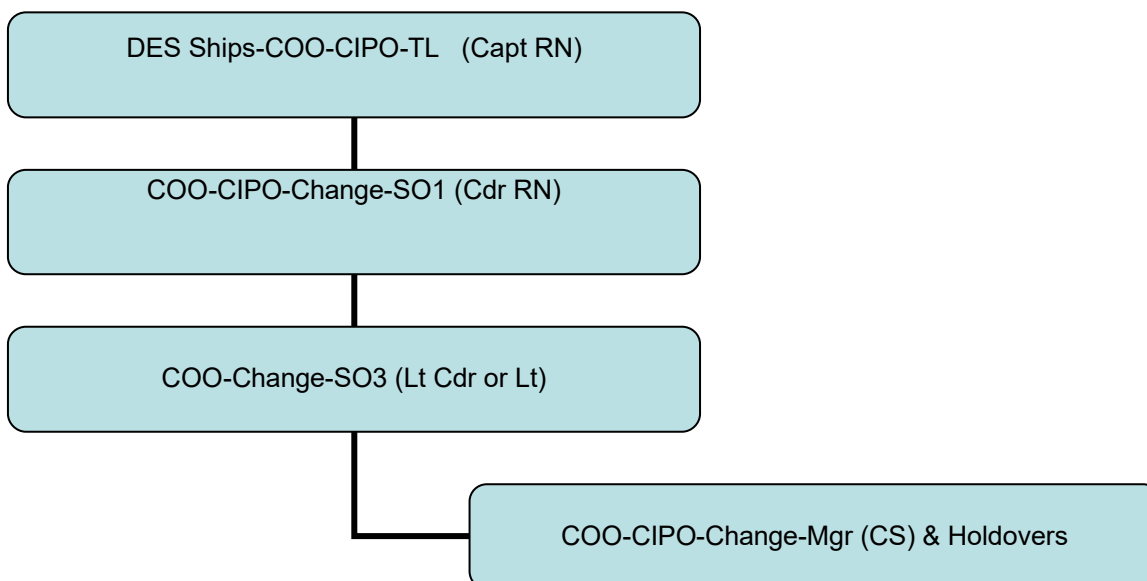 DES Ships-COO-CIPO-TL (Capt RN)
COO-CIPO-Change-SO1 (Cdr RN)
COO-Change-SO3 (Lt Cdr or Lt)
COO-CIPO-Change-Mgr (CS) & Holdovers